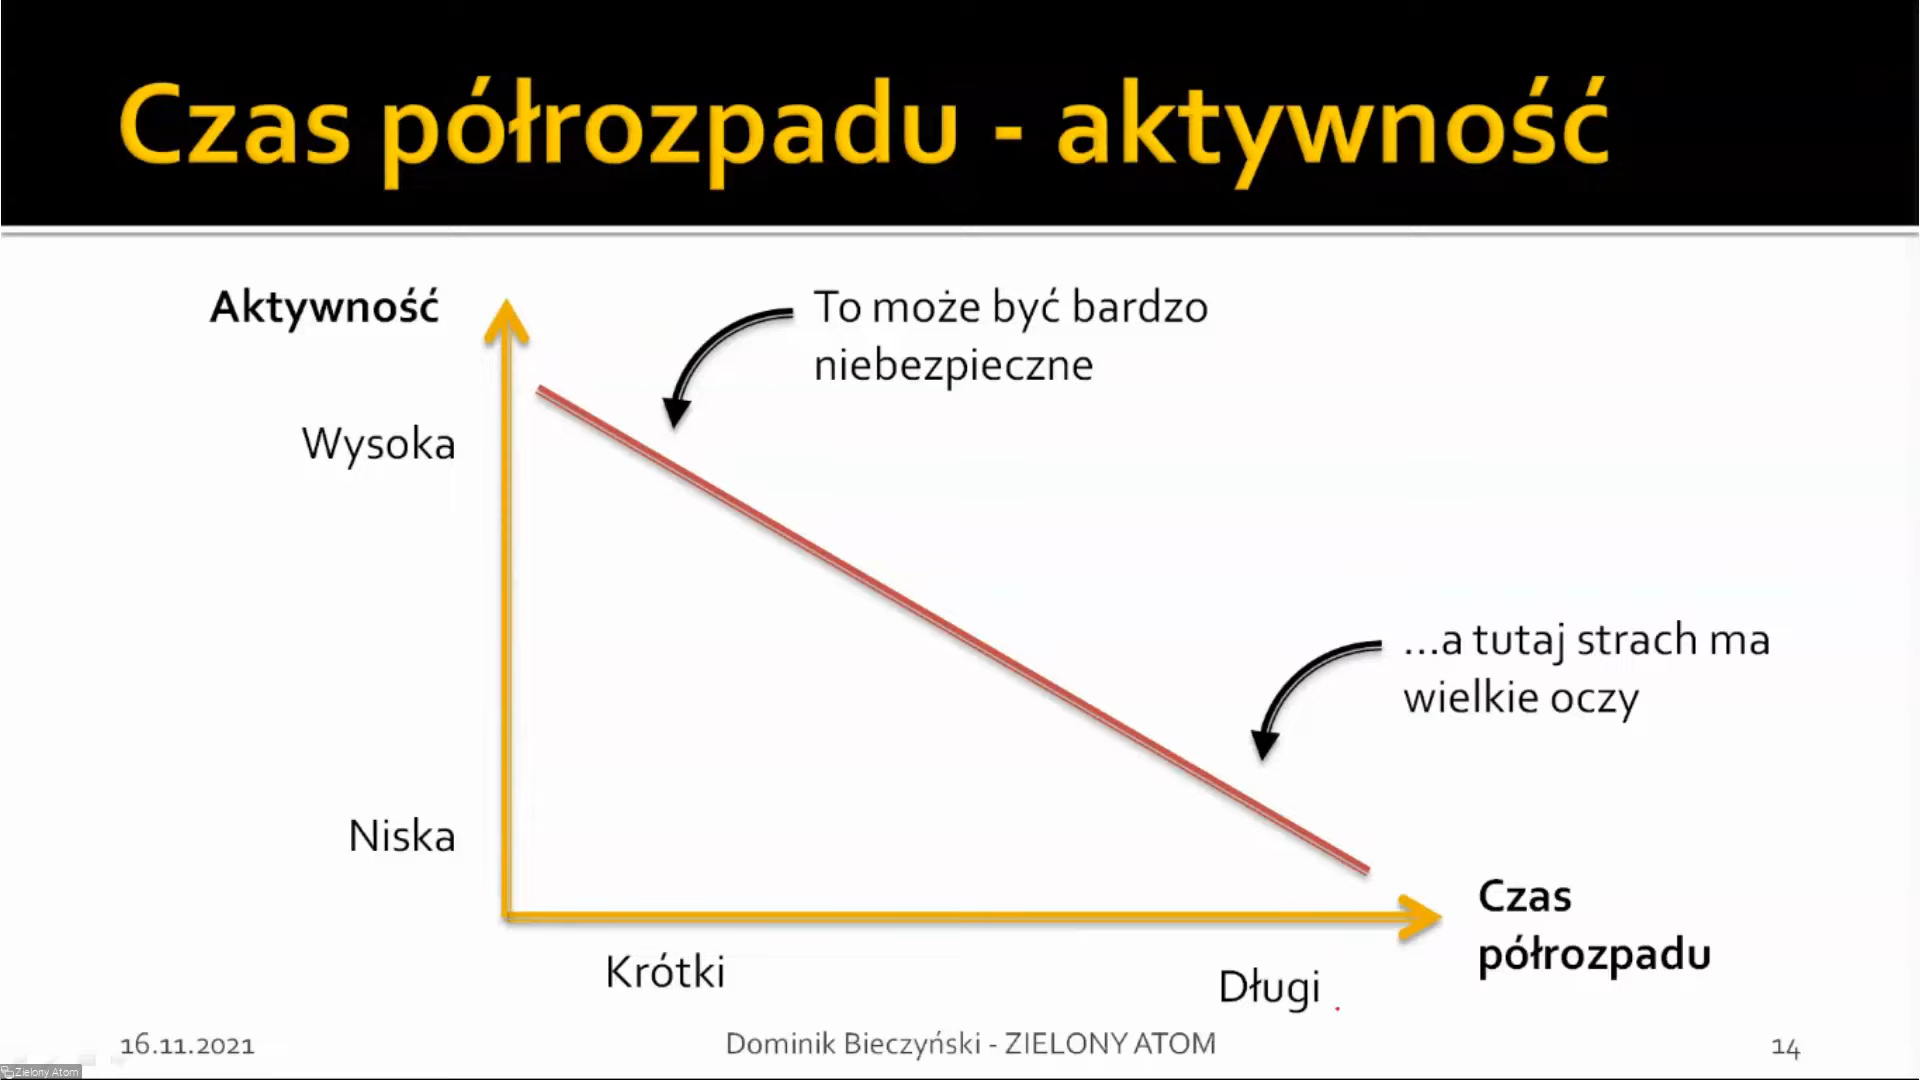 Czas półrozpadu - aktywność
Aktywność
To może być bardzo
niebezpieczne
Wysoka
...a tutaj strach ma
wielkie oczy
Niska
Czas
półrozpadu
Krótki
Długi
16.11.2021
Dominik Bieczyński - ZIELONY ATOM
14
Zielony Atom